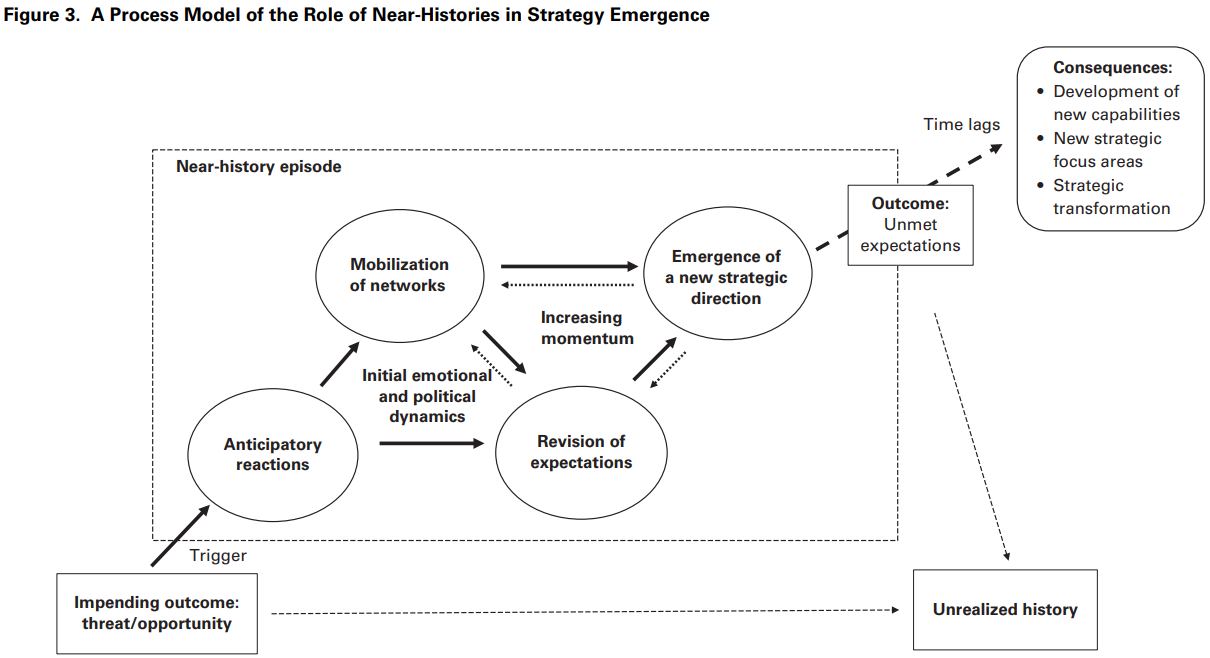 Figure 3. A Process Model of the Role of Near-Histories in Strategy Emergence
Consequences:
• Development of
new capabilities
• New strategic
focus areas
• Strategic
transformation
Time lags
Near-history episode
Outcome:
Unmet
expectations
Mobilization
of networks
Emergence of
a new strategic
direction
Increasing
momentum
Initial emotional
and political
dynamics
Anticipatory
reactions
Revision of
expectations
Trigger
Impending outcome:
threat/opportunity
Unrealized history